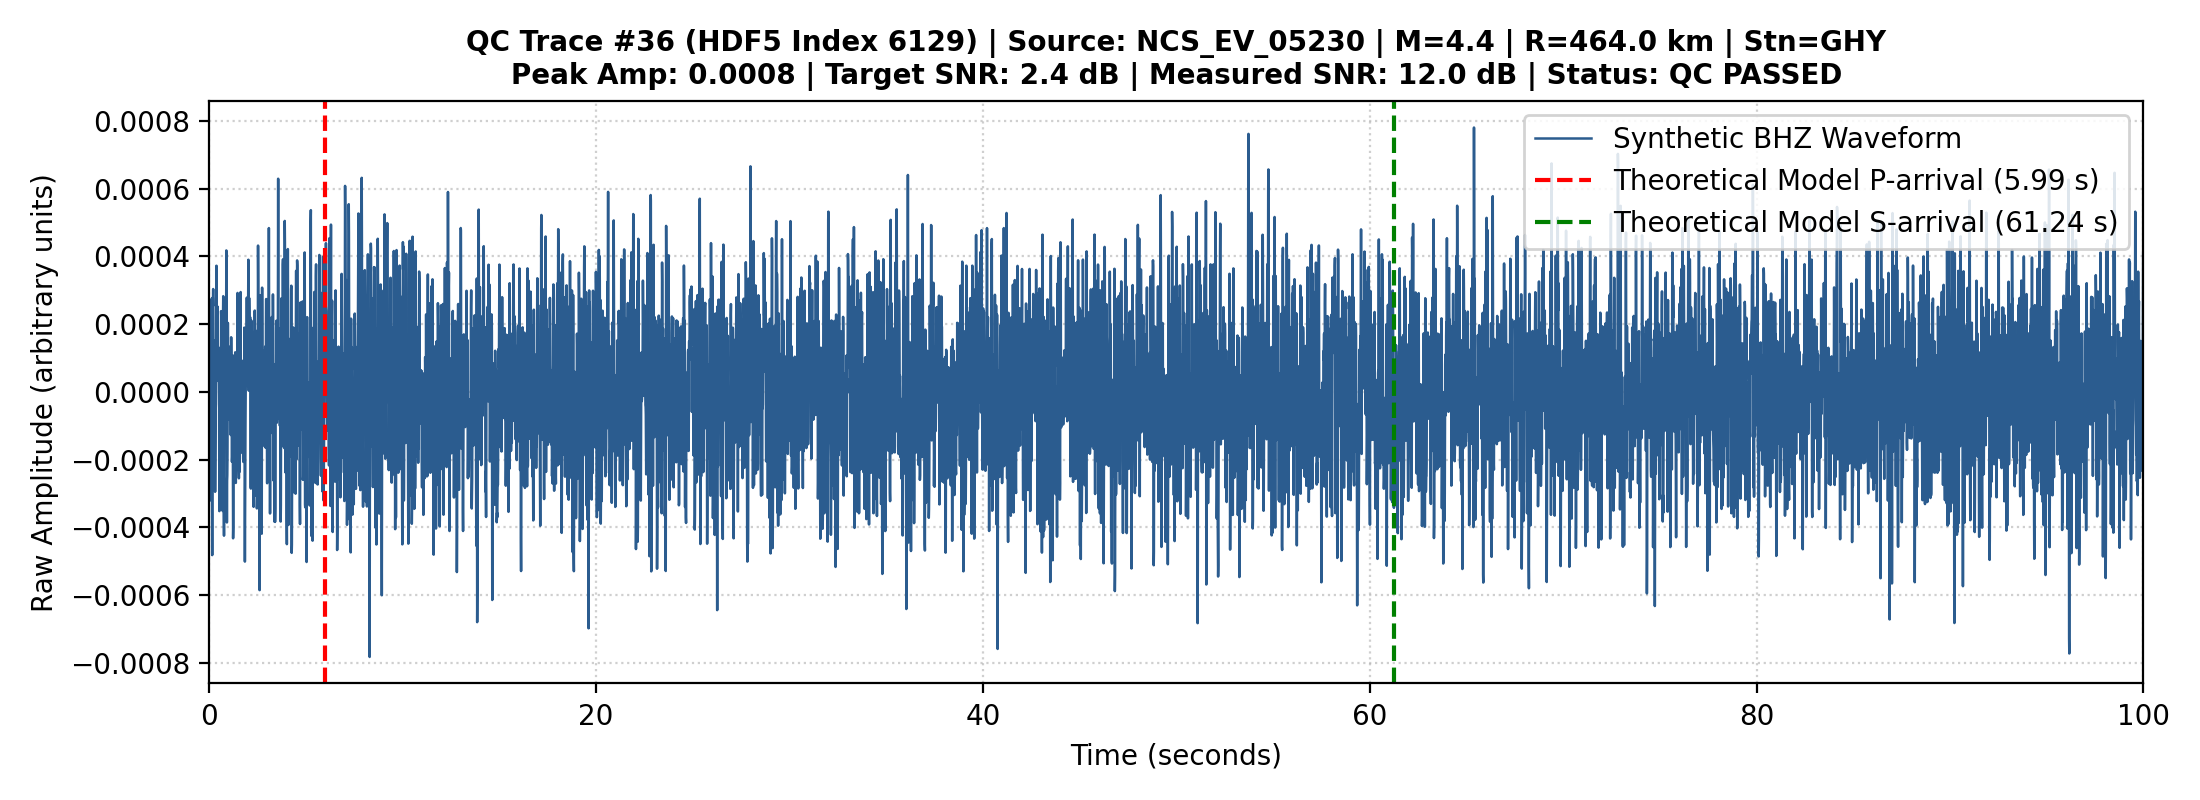 QC Trace #36 (HDF5 Index 6129) | Source: NCS_EV_05230 | M=4.4 | R=464.0 km | Stn=GHY
Peak Amp: 0.0008 | Target SNR: 2.4 dB | Measured SNR: 12.0 dB | Status: QC PASSED
Raw Amplitude (arbitrary units)
0.0008
0.0006
0.0004
0.0002
0.0000
−0.0002
−0.0004
−0.0006
−0.0008
Synthetic BHZ Waveform
Theoretical Model P-arrival (5.99 s)
Theoretical Model S-arrival (61.24 s)
0 20 40 60 80 100
Time (seconds)